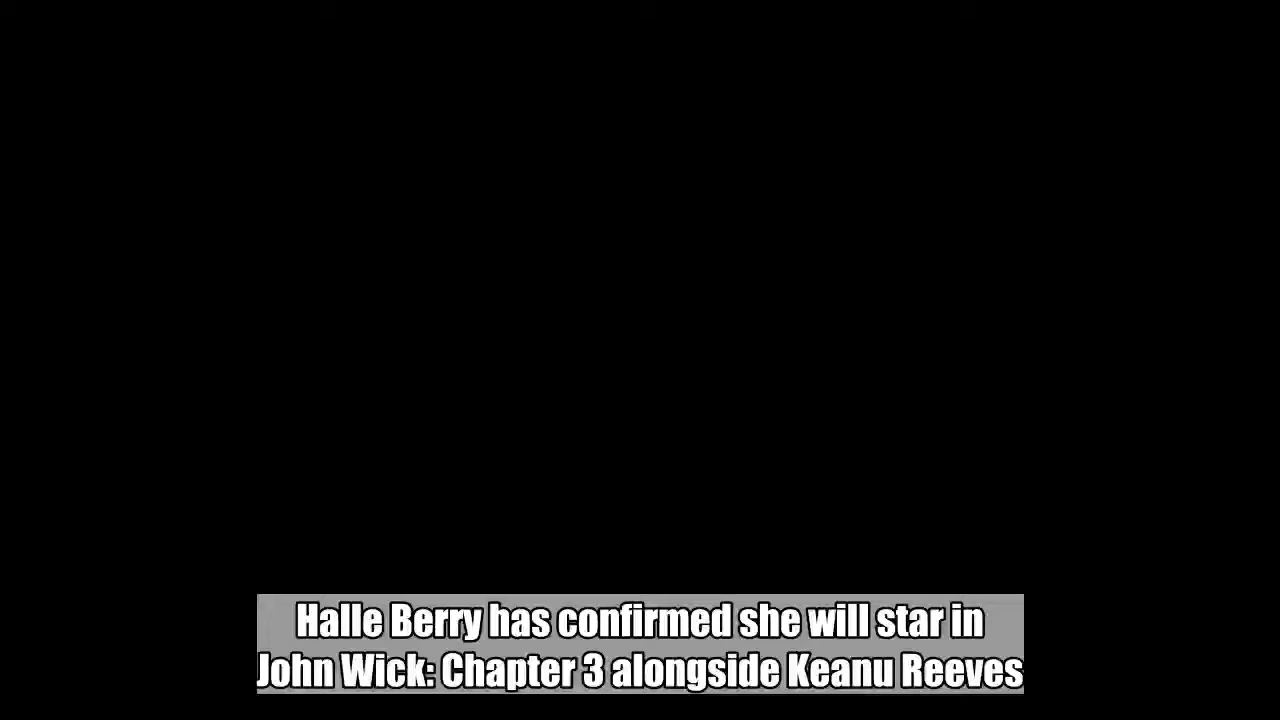 Halle Berry has confirmed she will star in
John Wick: Chapter 3 alongside Keanu Reeves